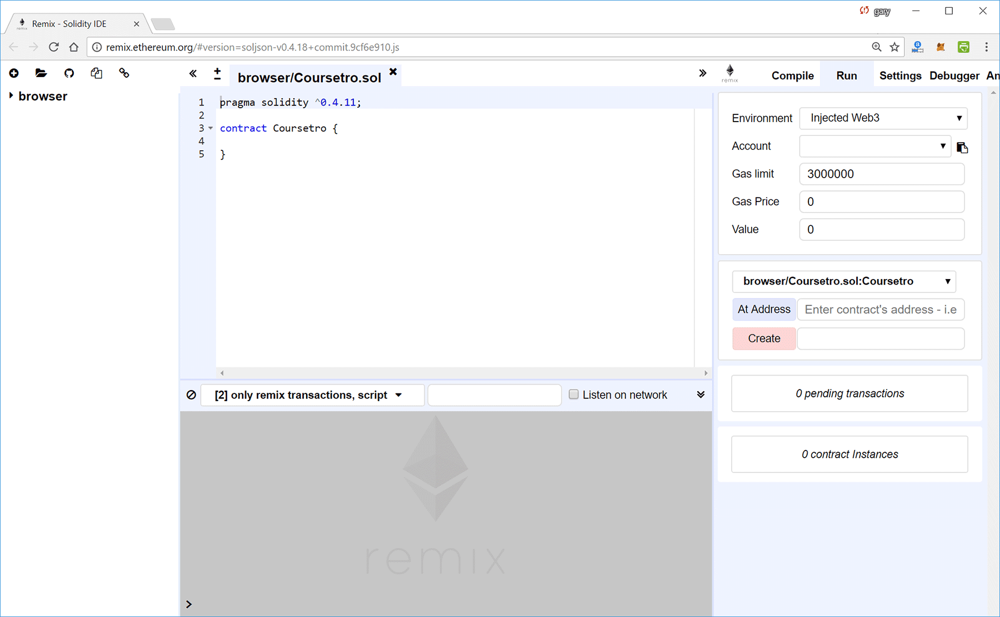 gary
Remix - Solidity IDE
remix.ethereum.org/#version=soljson-v0.4.18+commit.9cf6e910.js
browser
browser/Coursetro.sol
remix
Compile Run Settings Debugger An
1 pragma solidity ^0.4.11;
2
3 contract Coursetro {
4
5 }
Environment Injected Web3
Account
Gas limit 3000000
Gas Price 0
Value 0
browser/Coursetro.sol:Coursetro
At Address Enter contract's address - i.e
Create
0 pending transactions
0 contract Instances
[2] only remix transactions, script
Listen on network
remix
>